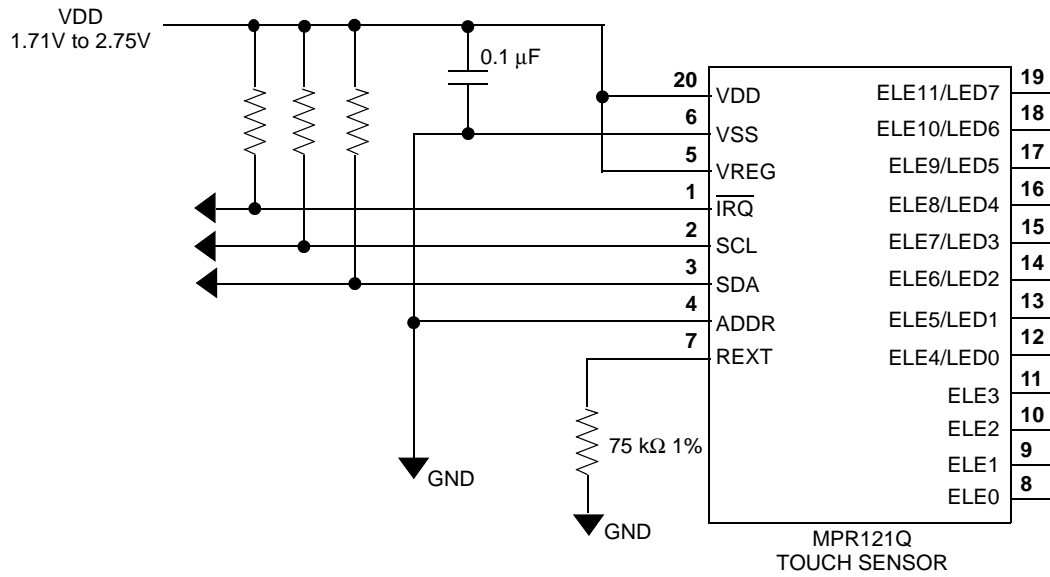 VDD
1.71V to 2.75V
0.1 μF
20
VDD
6
VSS
5
VREG
1
IRQ
2
SCL
3
SDA
4
ADDR
7
REXT
75 kΩ 1%
GND
GND
ELE11/LED7
19
ELE10/LED6
18
ELE9/LED5
17
ELE8/LED4
16
ELE7/LED3
15
ELE6/LED2
14
ELE5/LED1
13
ELE4/LED0
12
ELE3
11
ELE2
10
ELE1
9
ELE0
8
MPR121Q
TOUCH SENSOR